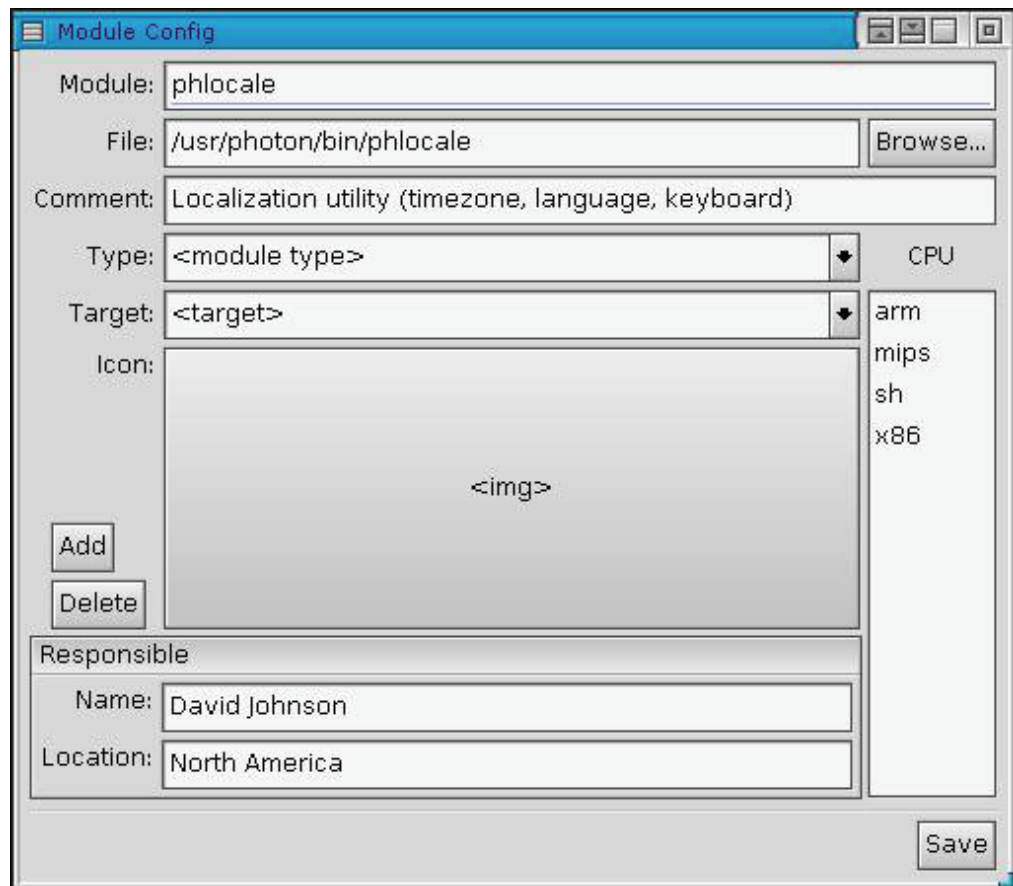 Module Config
Module: phlocale
File: /usr/photon/bin/phlocale Browse...
Comment: Localization utility (timezone, language, keyboard)
Type: <module type> CPU
Target: <target> arm
Icon: mips
sh
x86
<img>
Add
Delete
Responsible
Name: David Johnson
Location: North America
Save